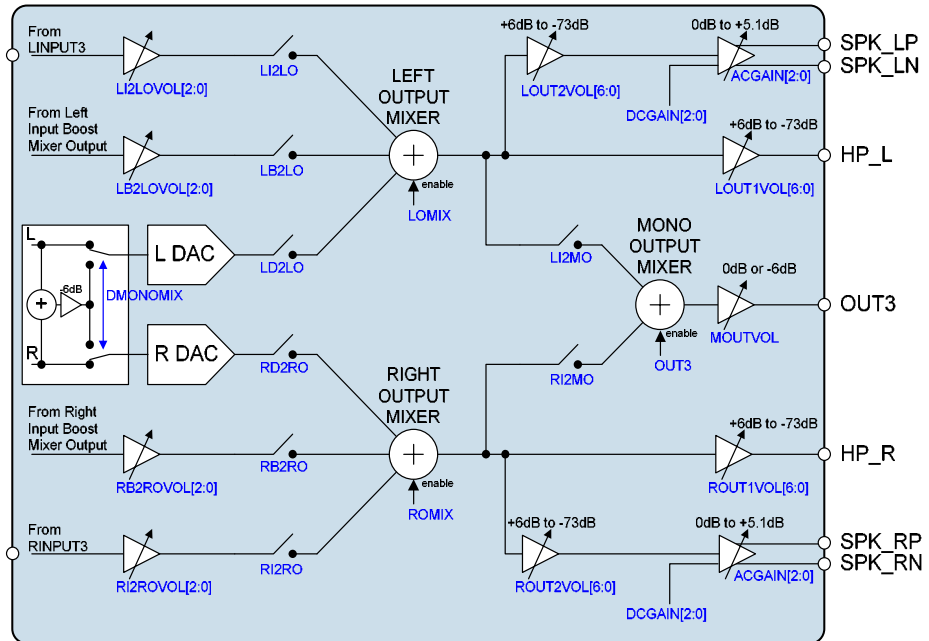 From
LINPUT3
LI2LOVOL[2:0]
LI2LO
+6dB to -73dB
LOUT2VOL[6:0]
0dB to +5.1dB
ACGAIN[2:0]
DCGAIN[2:0]
SPK_LP
SPK_LN
From Left
Input Boost
Mixer Output
LB2LOVOL[2:0]
LB2LO
LEFT
OUTPUT
MIXER
enable
LOMIX
+6dB to -73dB
LOUT1VOL[6:0]
HP_L
L
-6dB
DMONOMIX
R
L DAC
LD2LO
R DAC
RD2RO
LI2MO
RI2MO
MONO
OUTPUT
MIXER
enable
OUT3
0dB or -6dB
MOUTVOL
OUT3
From Right
Input Boost
Mixer Output
RB2ROVOL[2:0]
RB2RO
RIGHT
OUTPUT
MIXER
enable
ROMIX
+6dB to -73dB
ROUT1VOL[6:0]
HP_R
From
RINPUT3
RI2ROVOL[2:0]
RI2RO
+6dB to -73dB
ROUT2VOL[6:0]
0dB to +5.1dB
ACGAIN[2:0]
DCGAIN[2:0]
SPK_RP
SPK_RN